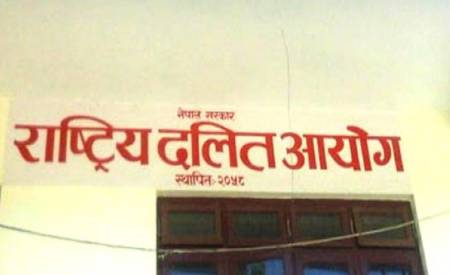 नेपाल सरकार
राष्ट्रिय दलित आयोग
स्थापित: २०५८